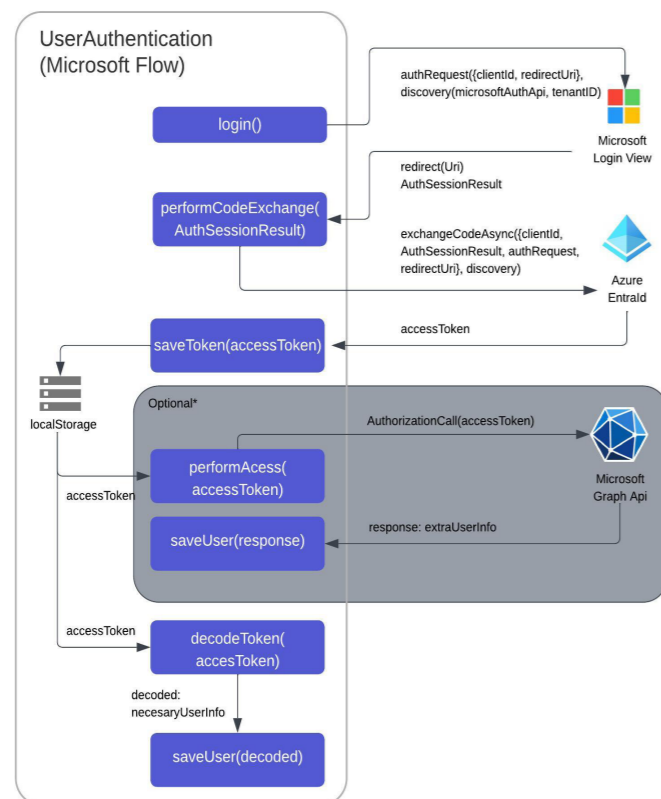 UserAuthentication
(Microsoft Flow)
authRequest({clientId, redirectUri},
discovery(microsoftAuthApi, tenantID)
login()
Microsoft
Login View
redirect(Uri)
AuthSessionResult
performCodeExchange(
AuthSessionResult)
exchangeCodeAsync({clientId,
AuthSessionResult, authRequest,
redirectUri}, discovery)
Azure
EntraId
accessToken
saveToken(accessToken)
localStorage
Optional*
AuthorizationCall(accessToken)
performAcess(
accessToken)
Microsoft
Graph Api
accessToken
saveUser(response)
response: extraUserInfo
accessToken
decodeToken(
accesToken)
decoded:
necesaryUserInfo
saveUser(decoded)